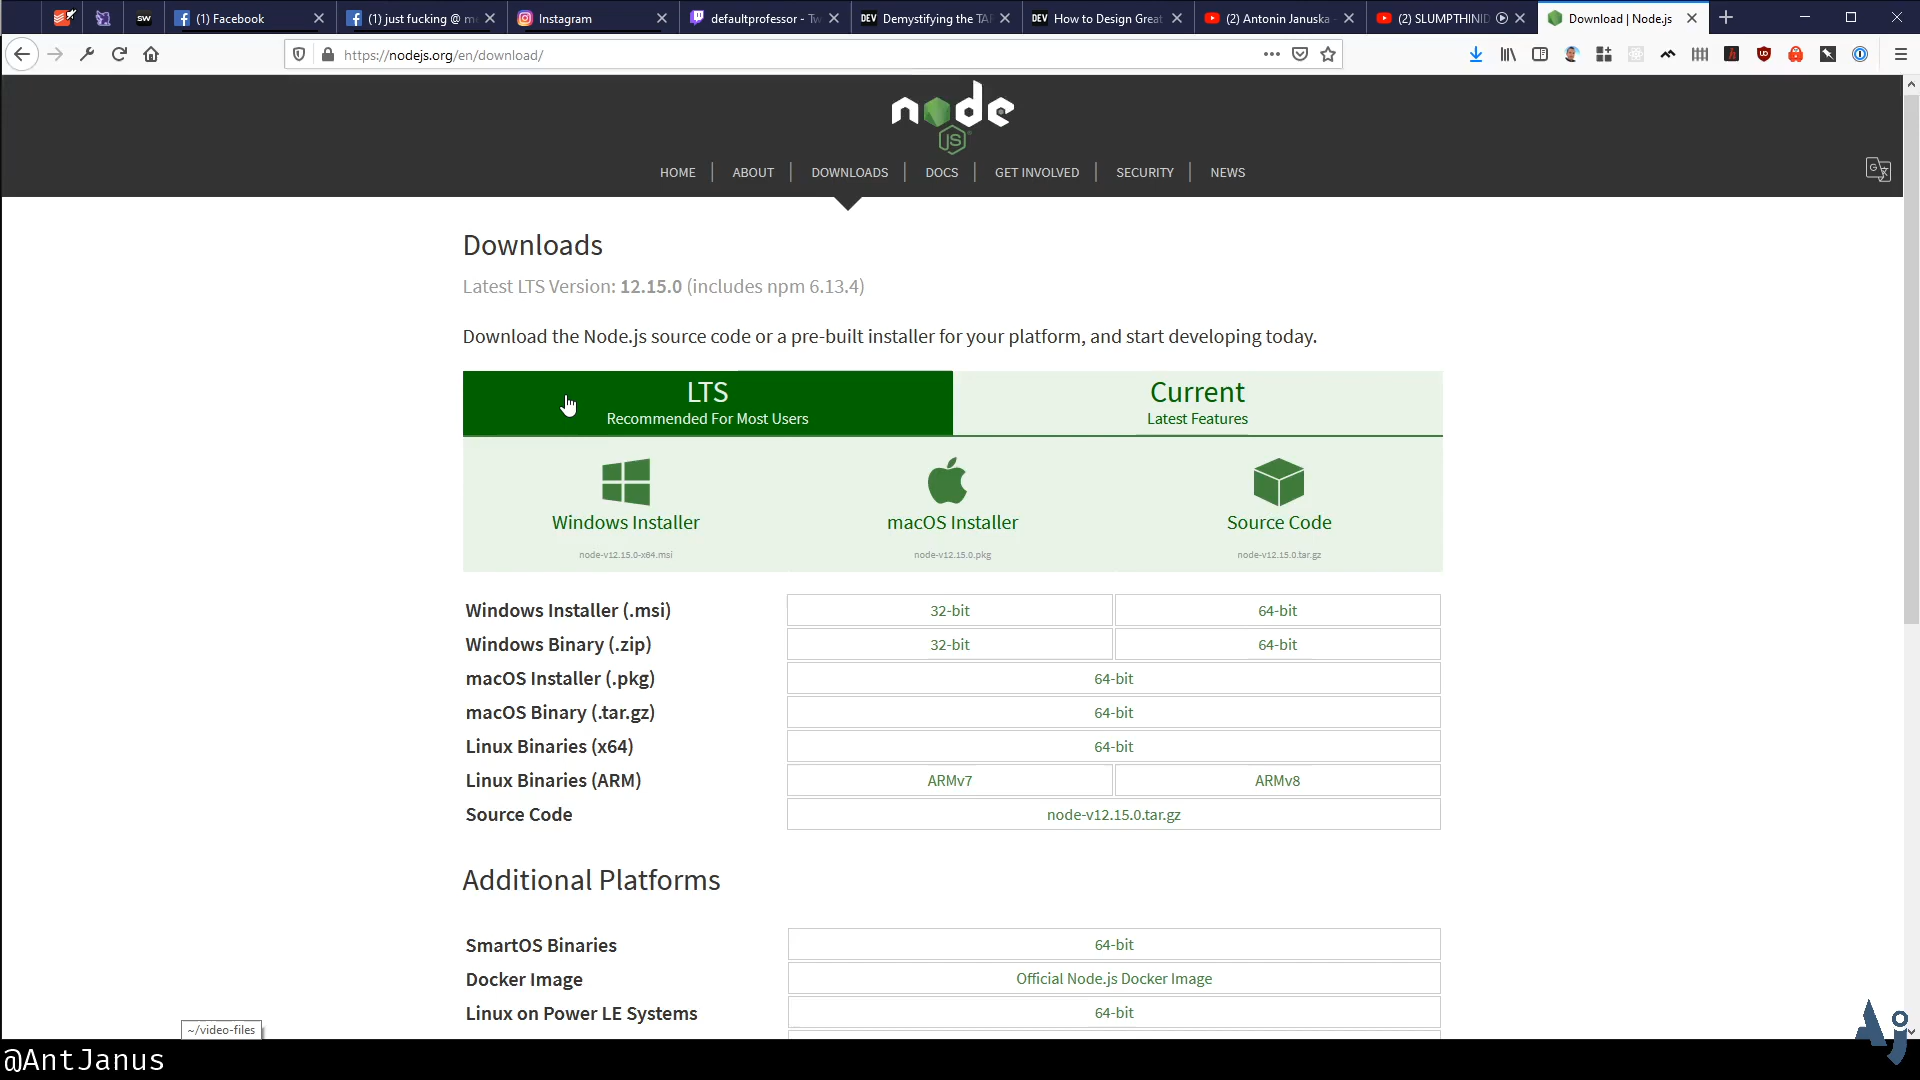 (1) Facebook
(1) just fucking @ me
Instagram
defaultprofessor - Tw
DEV Demystifying the TAR
DEV How to Design Great
(2) Antonin Januska -
(2) SLUMPTHINID
Download | Node.js
SW
https://nodejs.org/en/download/
node
JS
HOME
ABOUT
DOWNLOADS
DOCS
GET INVOLVED
SECURITY
NEWS
Downloads
Latest LTS Version: 12.15.0 (includes npm 6.13.4)
Download the Node.js source code or a pre-built installer for your platform, and start developing today.
LTS
Recommended For Most Users
Current
Latest Features
Windows Installer
node-v12.15.0-x64.msi
macOS Installer
node-v12.15.0.pkg
Source Code
node-v12.15.0.tar.gz
Windows Installer (.msi) 32-bit 64-bit
Windows Binary (.zip) 32-bit 64-bit
macOS Installer (.pkg) 64-bit
macOS Binary (.tar.gz) 64-bit
Linux Binaries (x64) 64-bit
Linux Binaries (ARM) ARMv7 ARMv8
Source Code node-v12.15.0.tar.gz
Additional Platforms
SmartOS Binaries 64-bit
Docker Image Official Node.js Docker Image
Linux on Power LE Systems 64-bit
~/video-files
@AntJanus
Aj